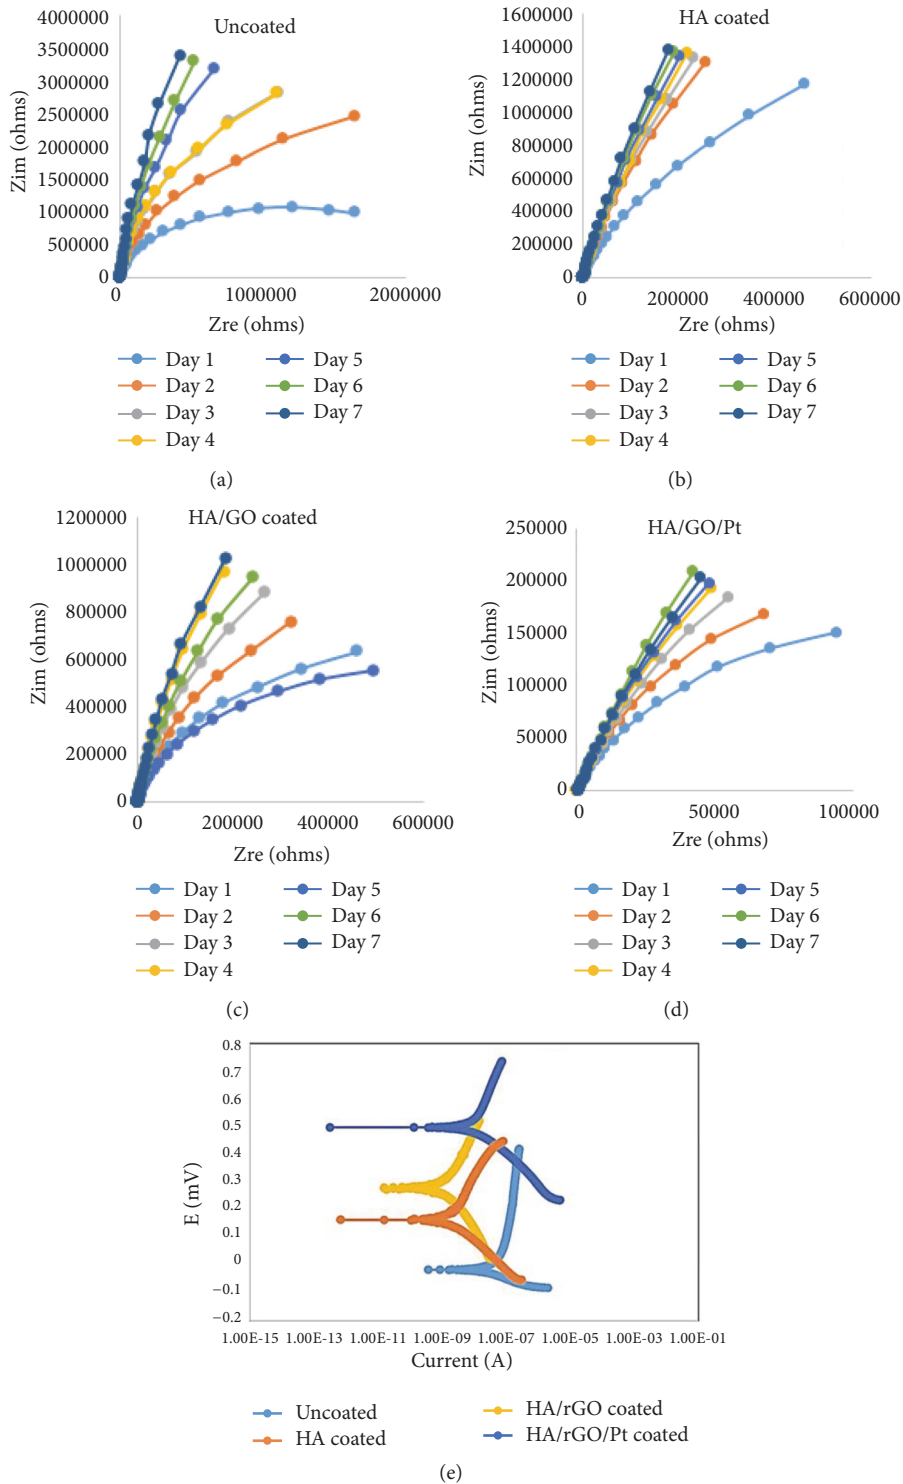 Uncoated
Zim (ohms)
4000000
3500000
3000000
2500000
2000000
1500000
1000000
500000
0
0 1000000 2000000
Zre (ohms)
Day 1 Day 5
Day 2 Day 6
Day 3 Day 7
Day 4
(a)
HA coated
Zim (ohms)
1600000
1400000
1200000
1000000
800000
600000
400000
200000
0
0 200000 400000 600000
Zre (ohms)
Day 1 Day 5
Day 2 Day 6
Day 3 Day 7
Day 4
(b)
HA/GO coated
Zim (ohms)
1200000
1000000
800000
600000
400000
200000
0
0 200000 400000 600000
Zre (ohms)
Day 1 Day 5
Day 2 Day 6
Day 3 Day 7
Day 4
(c)
HA/GO/Pt
Zim (ohms)
250000
200000
150000
100000
50000
0
0 50000 100000
Zre (ohms)
Day 1 Day 5
Day 2 Day 6
Day 3 Day 7
Day 4
(d)
E (mV)
0.8
0.7
0.6
0.5
0.4
0.3
0.2
0.1
0
−0.1
−0.2
1.00E-15 1.00E-13 1.00E-11 1.00E-09 1.00E-07 1.00E-05 1.00E-03 1.00E-01
Current (A)
Uncoated HA/rGO coated
HA coated HA/rGO/Pt coated
(e)